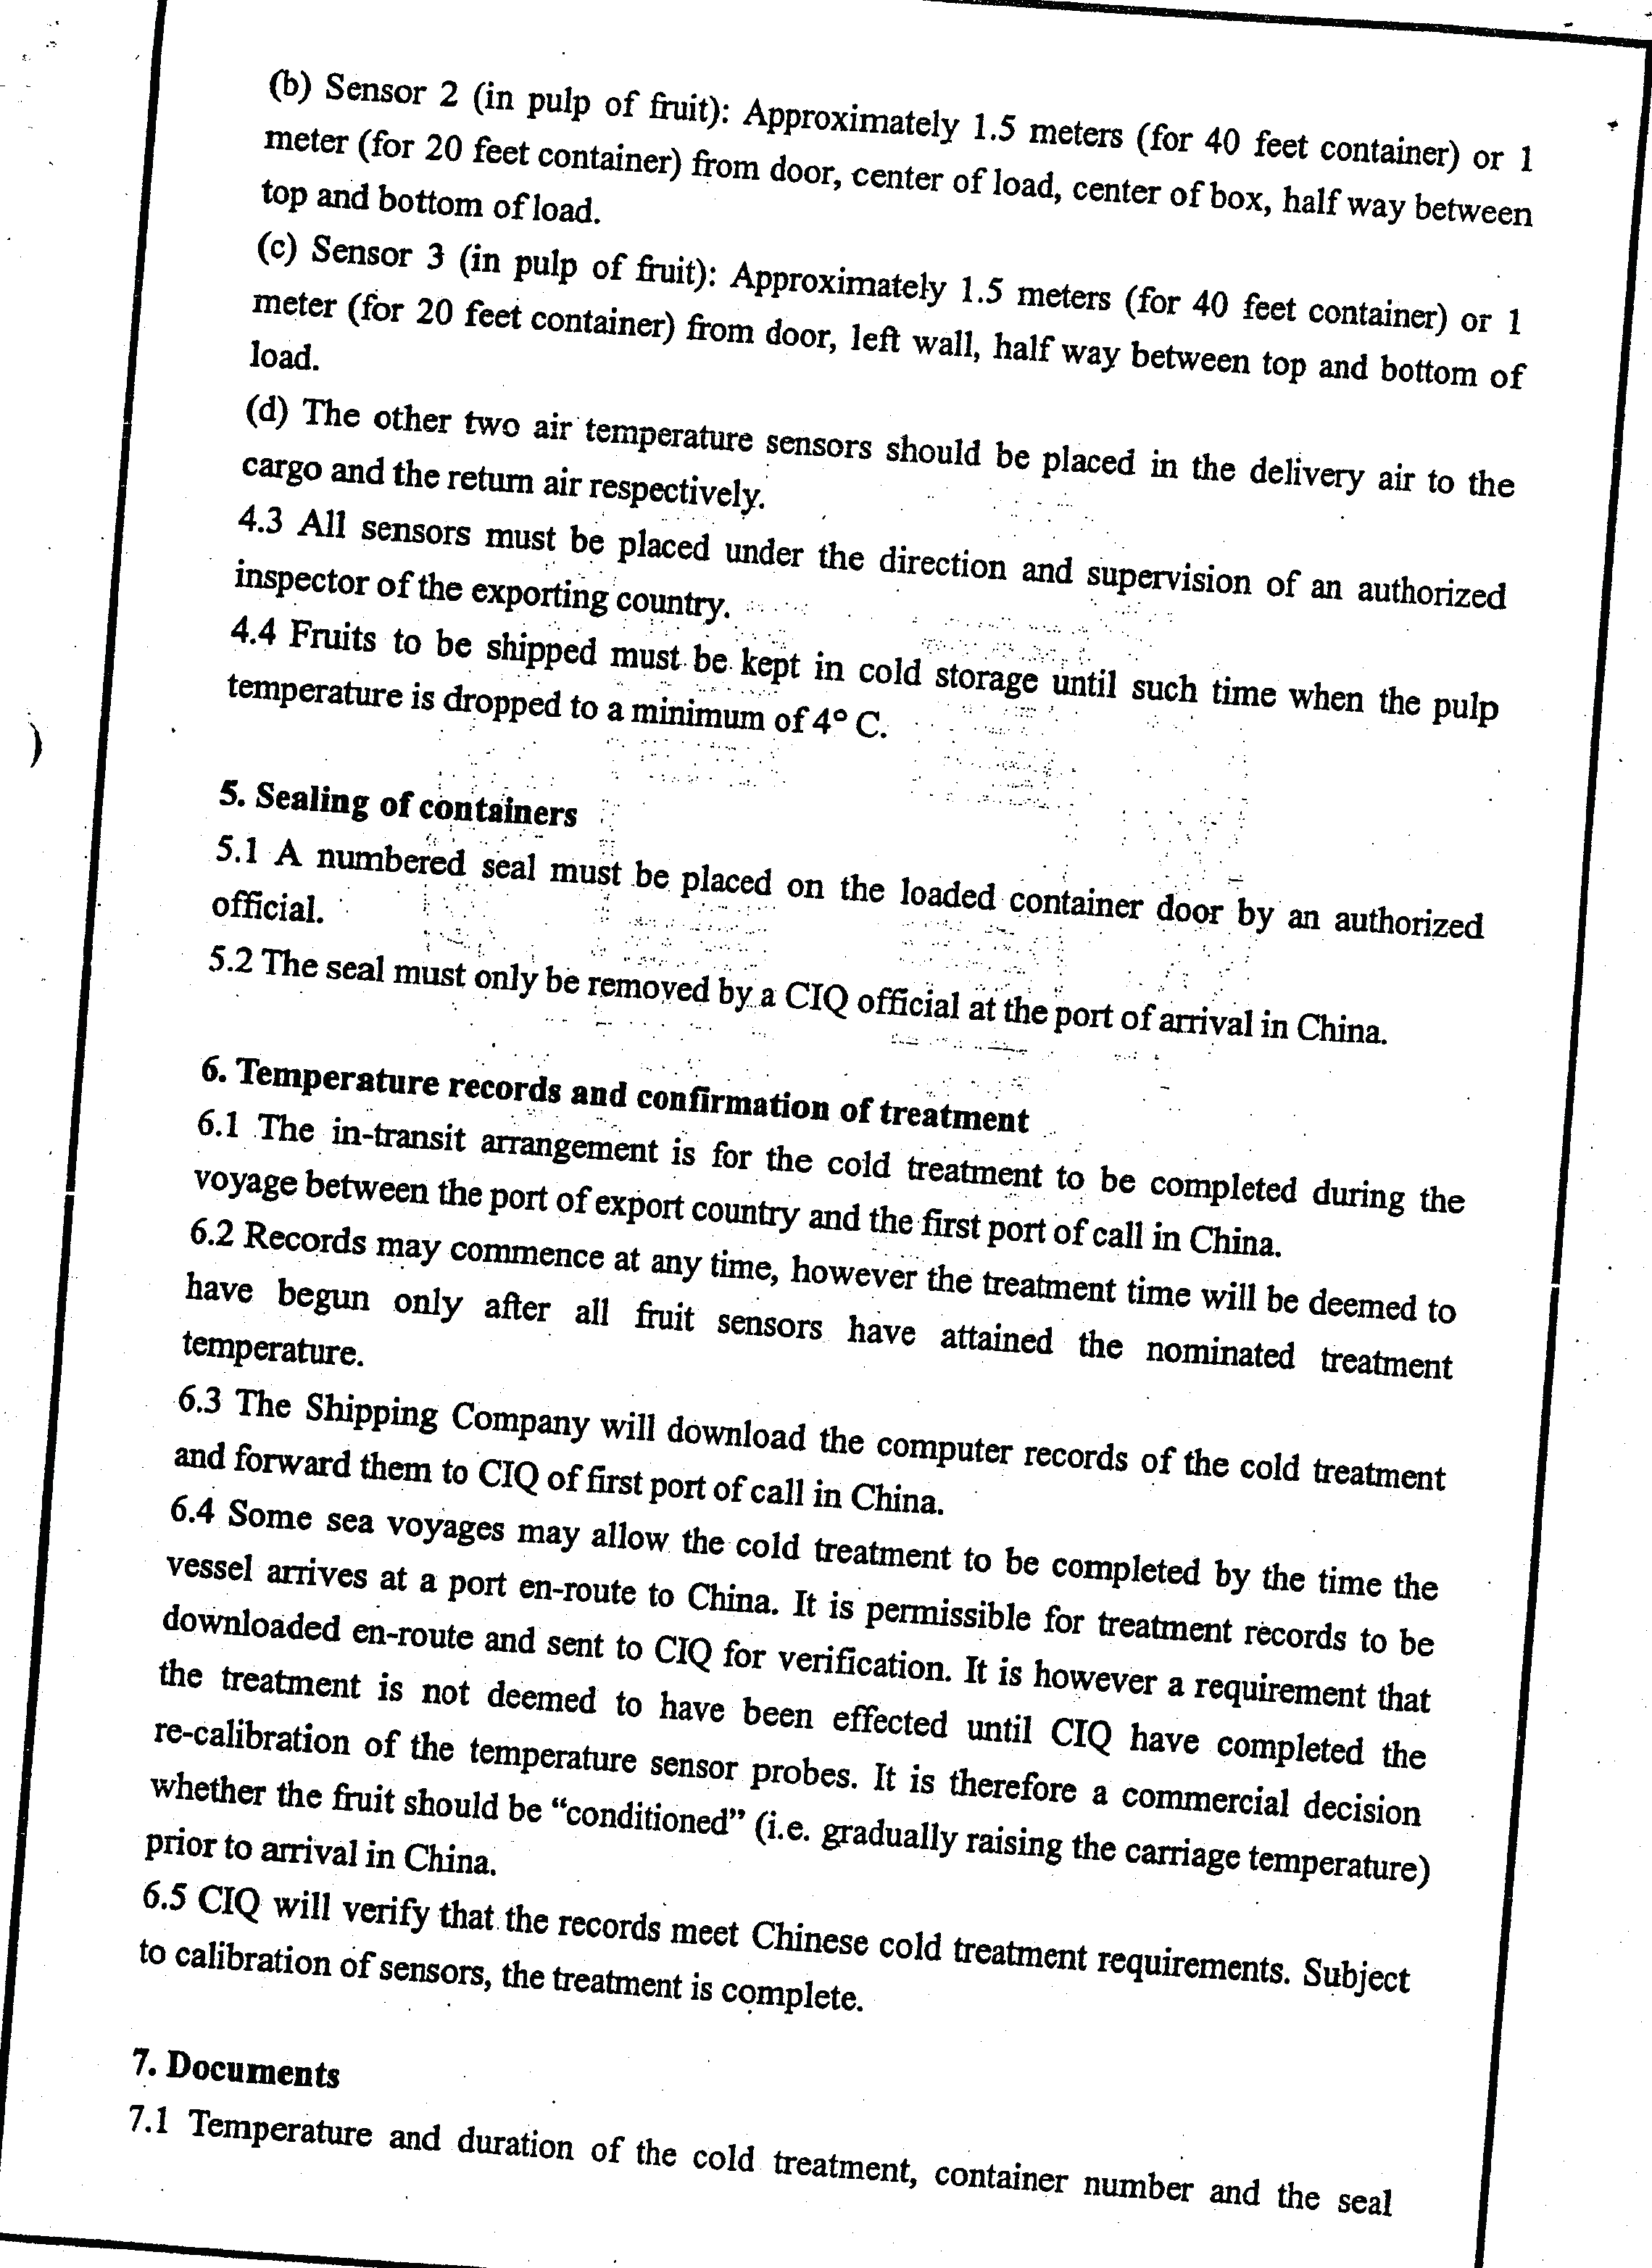 (b) Sensor 2 (in pulp of fruit): Approximately 1.5 meters (for 40 feet container) or 1
meter (for 20 feet container) from door, center of load, center of box, half way between
top and bottom of load.
(c) Sensor 3 (in pulp of fruit): Approximately 1.5 meters (for 40 feet container) or 1
meter (for 20 feet container) from door, left wall, half way between top and bottom of
load.
(d) The other two air temperature sensors should be placed in the delivery air to the
cargo and the return air respectively.
4.3 All sensors must be placed under the direction and supervision of an authorized
inspector of the exporting country.
4.4 Fruits to be shipped must be kept in cold storage until such time when the pulp
temperature is dropped to a minimum of 4° C.
5. Sealing of containers
5.1 A numbered seal must be placed on the loaded container door by an authorized
official.
5.2 The seal must only be removed by a CIQ official at the port of arrival in China.
6. Temperature records and confirmation of treatment
6.1 The in-transit arrangement is for the cold treatment to be completed during the
voyage between the port of export country and the first port of call in China.
6.2 Records may commence at any time, however the treatment time will be deemed to
have begun only after all fruit sensors have attained the nominated treatment
temperature.
6.3 The Shipping Company will download the computer records of the cold treatment
and forward them to CIQ of first port of call in China.
6.4 Some sea voyages may allow the cold treatment to be completed by the time the
vessel arrives at a port en-route to China. It is permissible for treatment records to be
downloaded en-route and sent to CIQ for verification. It is however a requirement that
the treatment is not deemed to have been effected until CIQ have completed the
re-calibration of the temperature sensor probes. It is therefore a commercial decision
whether the fruit should be “conditioned” (i.e. gradually raising the carriage temperature)
prior to arrival in China.
6.5 CIQ will verify that the records meet Chinese cold treatment requirements. Subject
to calibration of sensors, the treatment is complete.
7. Documents
7.1 Temperature and duration of the cold treatment, container number and the seal